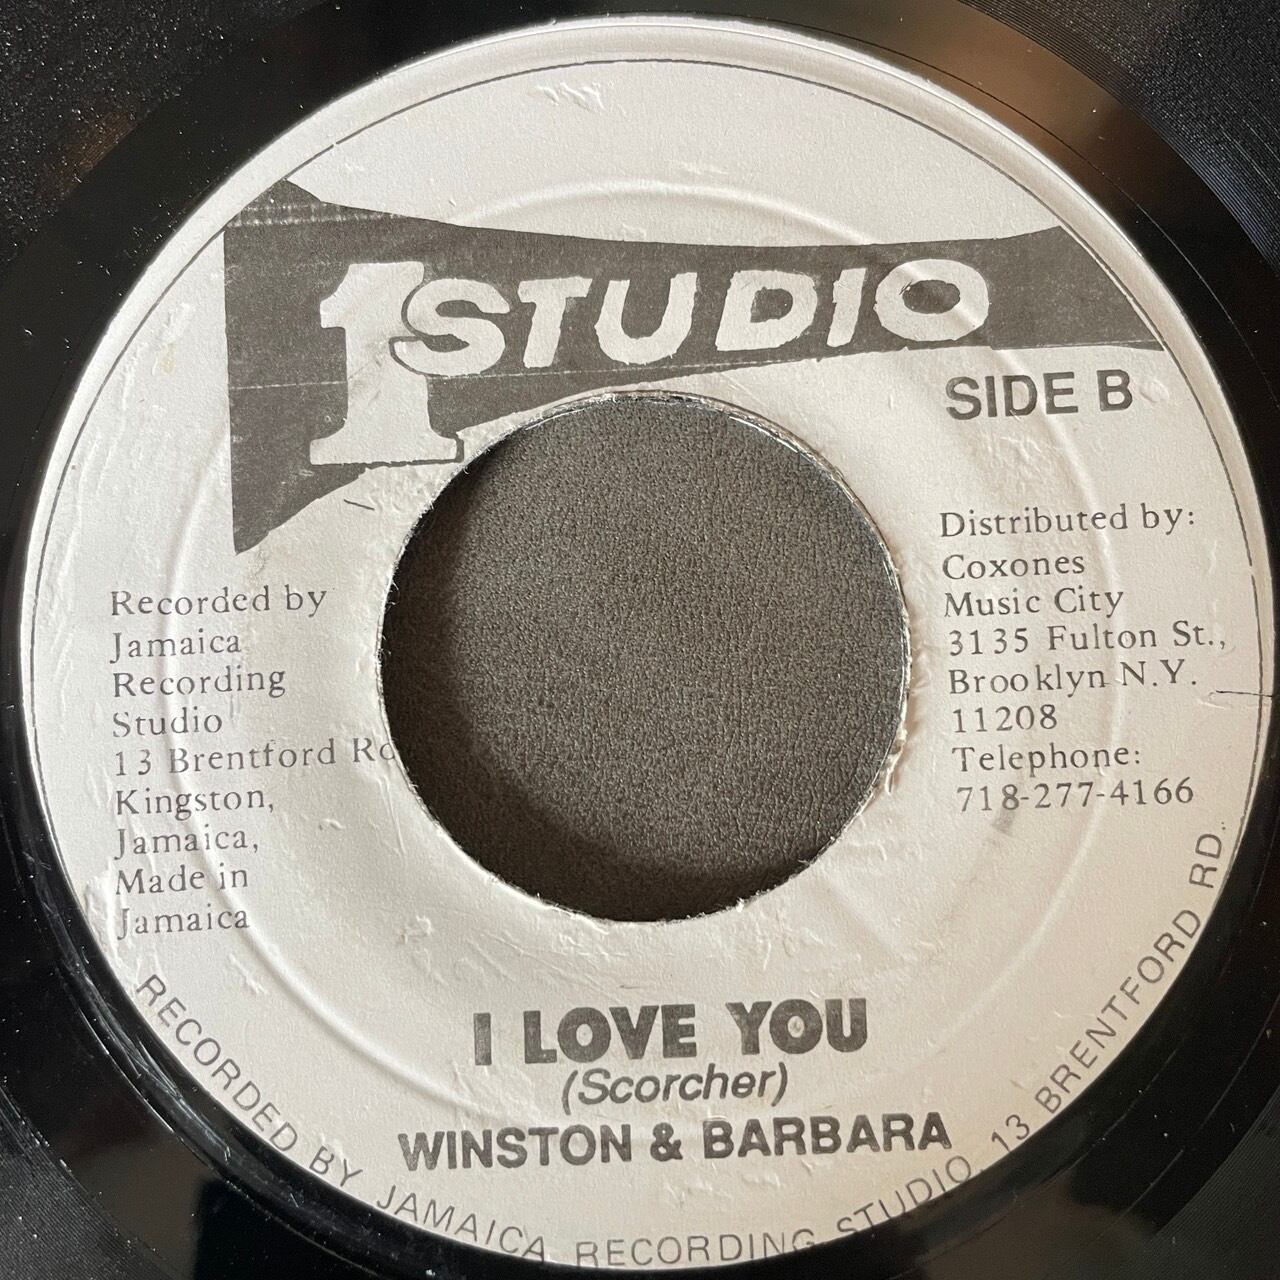 1 STUDIO
SIDE B
Distributed by:
Coxones
Music City
3135 Fulton St.,
Brooklyn N.Y.
11208
Telephone:
718-277-4166
Recorded by
Jamaica
Recording
Studio
13 Brentford
Kingston,
Jamaica,
Made in
Jamaica
I LOVE YOU
(Scorcher)
WINSTON & BARBARA
RECORDED BY JAMAICA RECORDING STUDIO, 13 BRENTFORD RD.